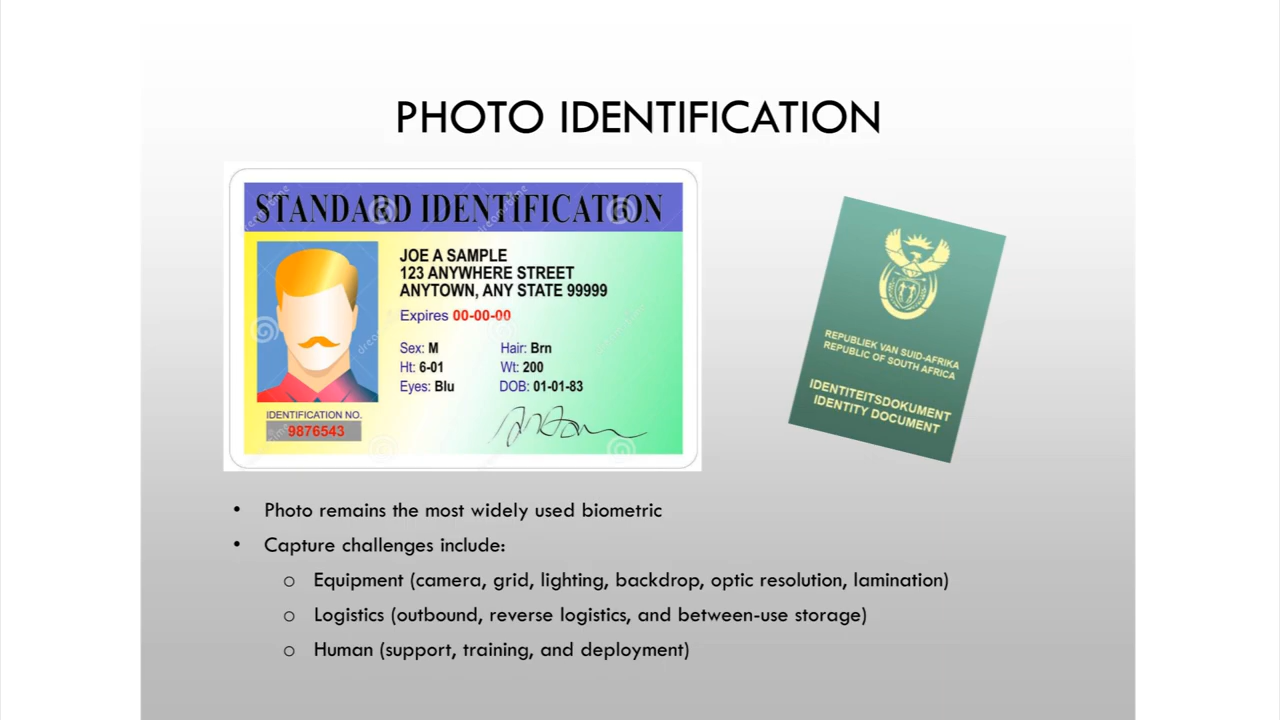 PHOTO IDENTIFICATION
STANDARD IDENTIFICATION
JOE A SAMPLE
123 ANYWHERE STREET
ANYTOWN, ANY STATE 99999
Expires 00-00-00
Sex: M Hair: Brn
Ht: 6-01 Wt: 200
Eyes: Blu DOB: 01-01-83
IDENTIFICATION NO.
9876543
REPUBLIEK VAN SUID-AFRIKA
REPUBLIC OF SOUTH AFRICA
IDENTITEITSDOKUMENT
IDENTITY DOCUMENT
• Photo remains the most widely used biometric
• Capture challenges include:
o Equipment (camera, grid, lighting, backdrop, optic resolution, lamination)
o Logistics (outbound, reverse logistics, and between-use storage)
o Human (support, training, and deployment)